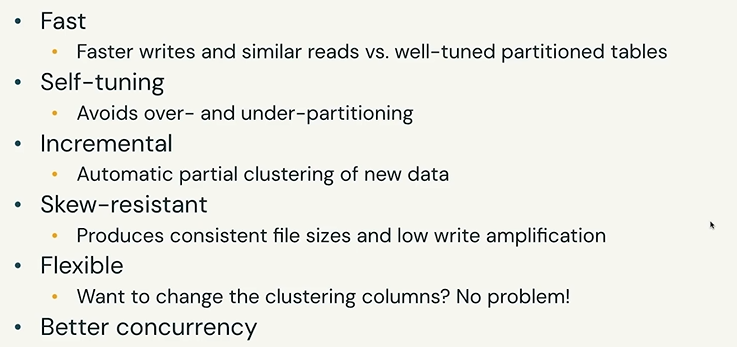 • Fast
• Faster writes and similar reads vs. well-tuned partitioned tables
• Self-tuning
• Avoids over- and under-partitioning
• Incremental
• Automatic partial clustering of new data
• Skew-resistant
• Produces consistent file sizes and low write amplification
• Flexible
• Want to change the clustering columns? No problem!
• Better concurrency